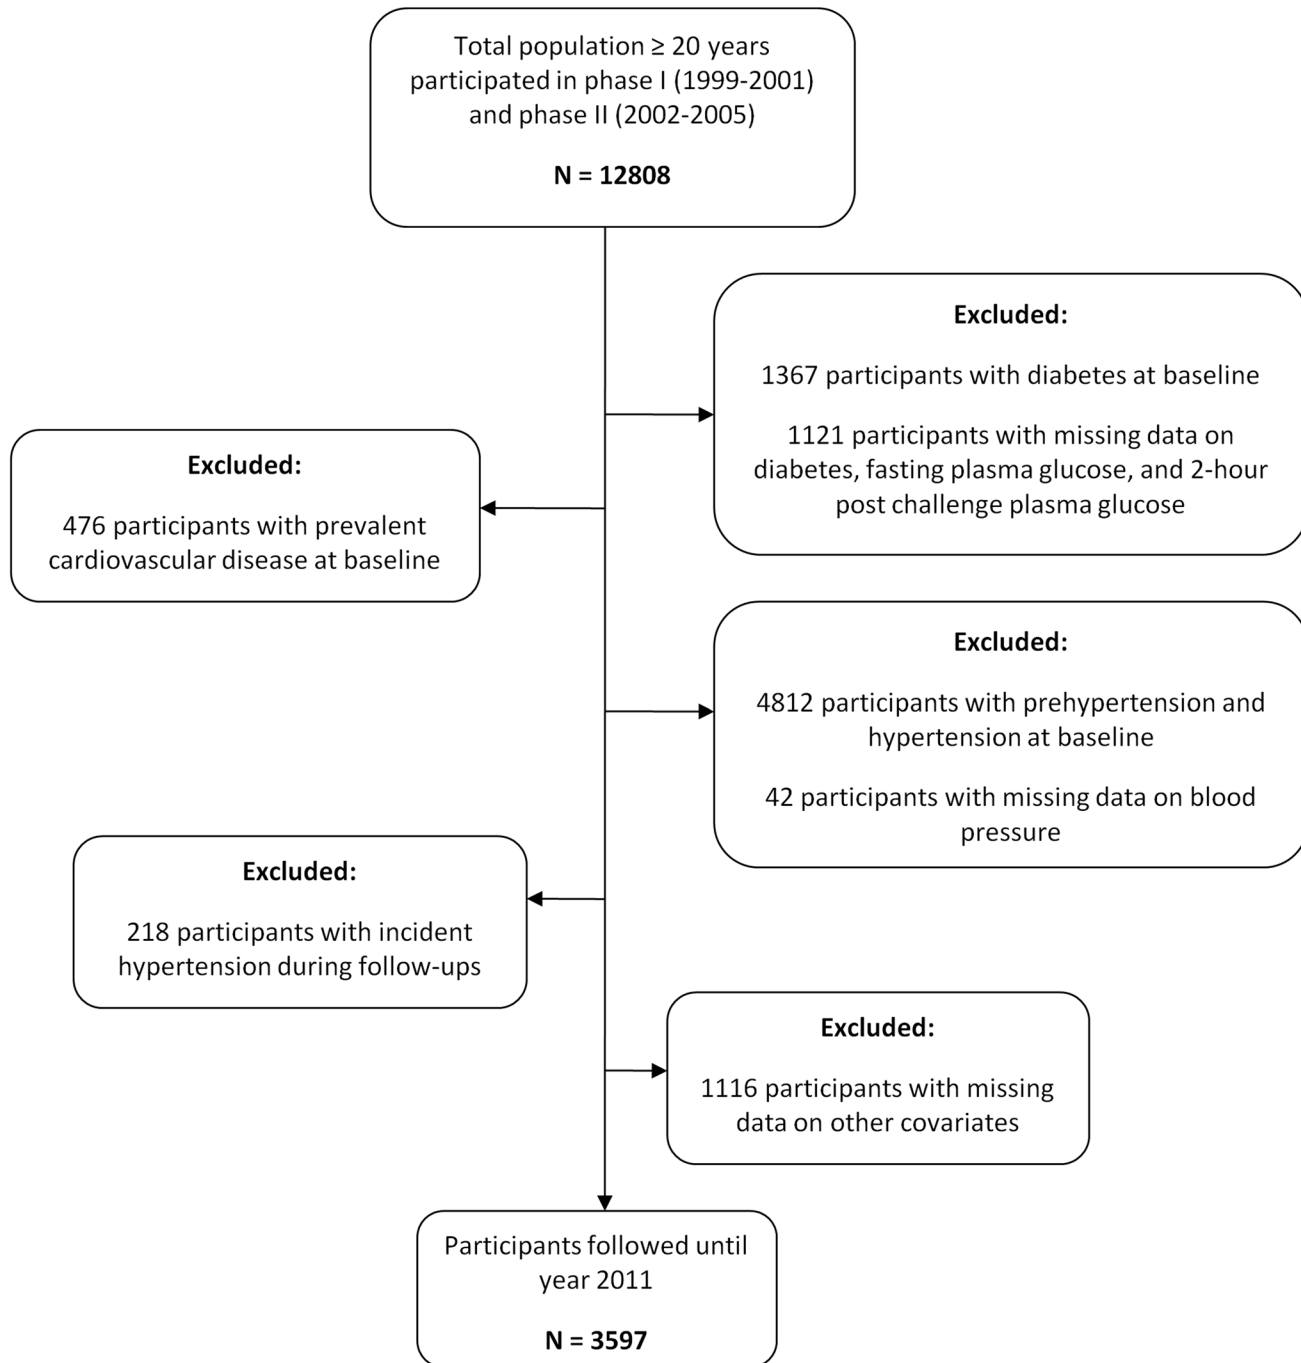 Total population ≥ 20 years
participated in phase I (1999-2001)
and phase II (2002-2005)
N = 12808
Excluded:
1367 participants with diabetes at baseline
1121 participants with missing data on
diabetes, fasting plasma glucose, and 2-hour
post challenge plasma glucose
Excluded:
476 participants with prevalent
cardiovascular disease at baseline
Excluded:
4812 participants with prehypertension and
hypertension at baseline
42 participants with missing data on blood
pressure
Excluded:
218 participants with incident
hypertension during follow-ups
Excluded:
1116 participants with missing
data on other covariates
Participants followed until
year 2011
N = 3597